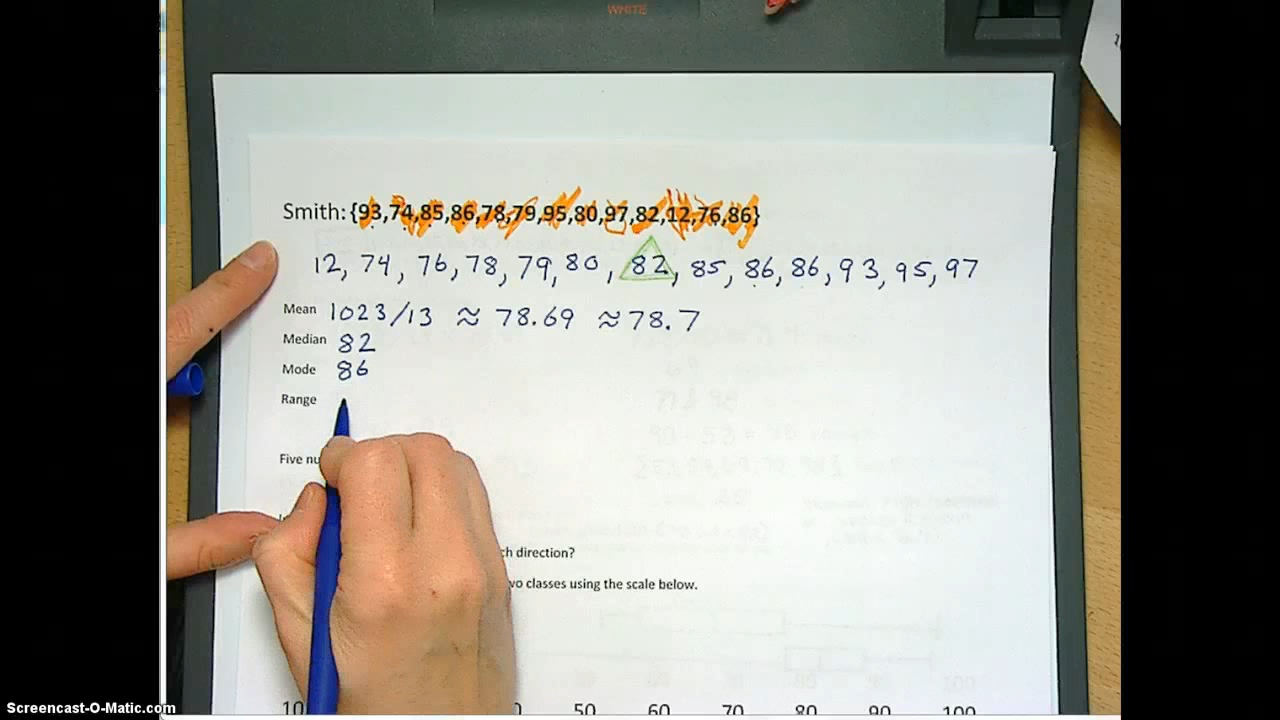 WHITE
Smith: {93,74,85,86,78,79,95,80,97,82,12,76,86}
12, 74, 76, 78, 79, 80, 82, 85, 86, 86, 93, 95, 97
Mean 1023/13 ≈ 78.69 ≈ 78.7
Median 82
Mode 86
Range
Five nu
ch direction?
wo classes using the scale below.
10 50 60 70 80 90 100
Screencast-O-Matic.com